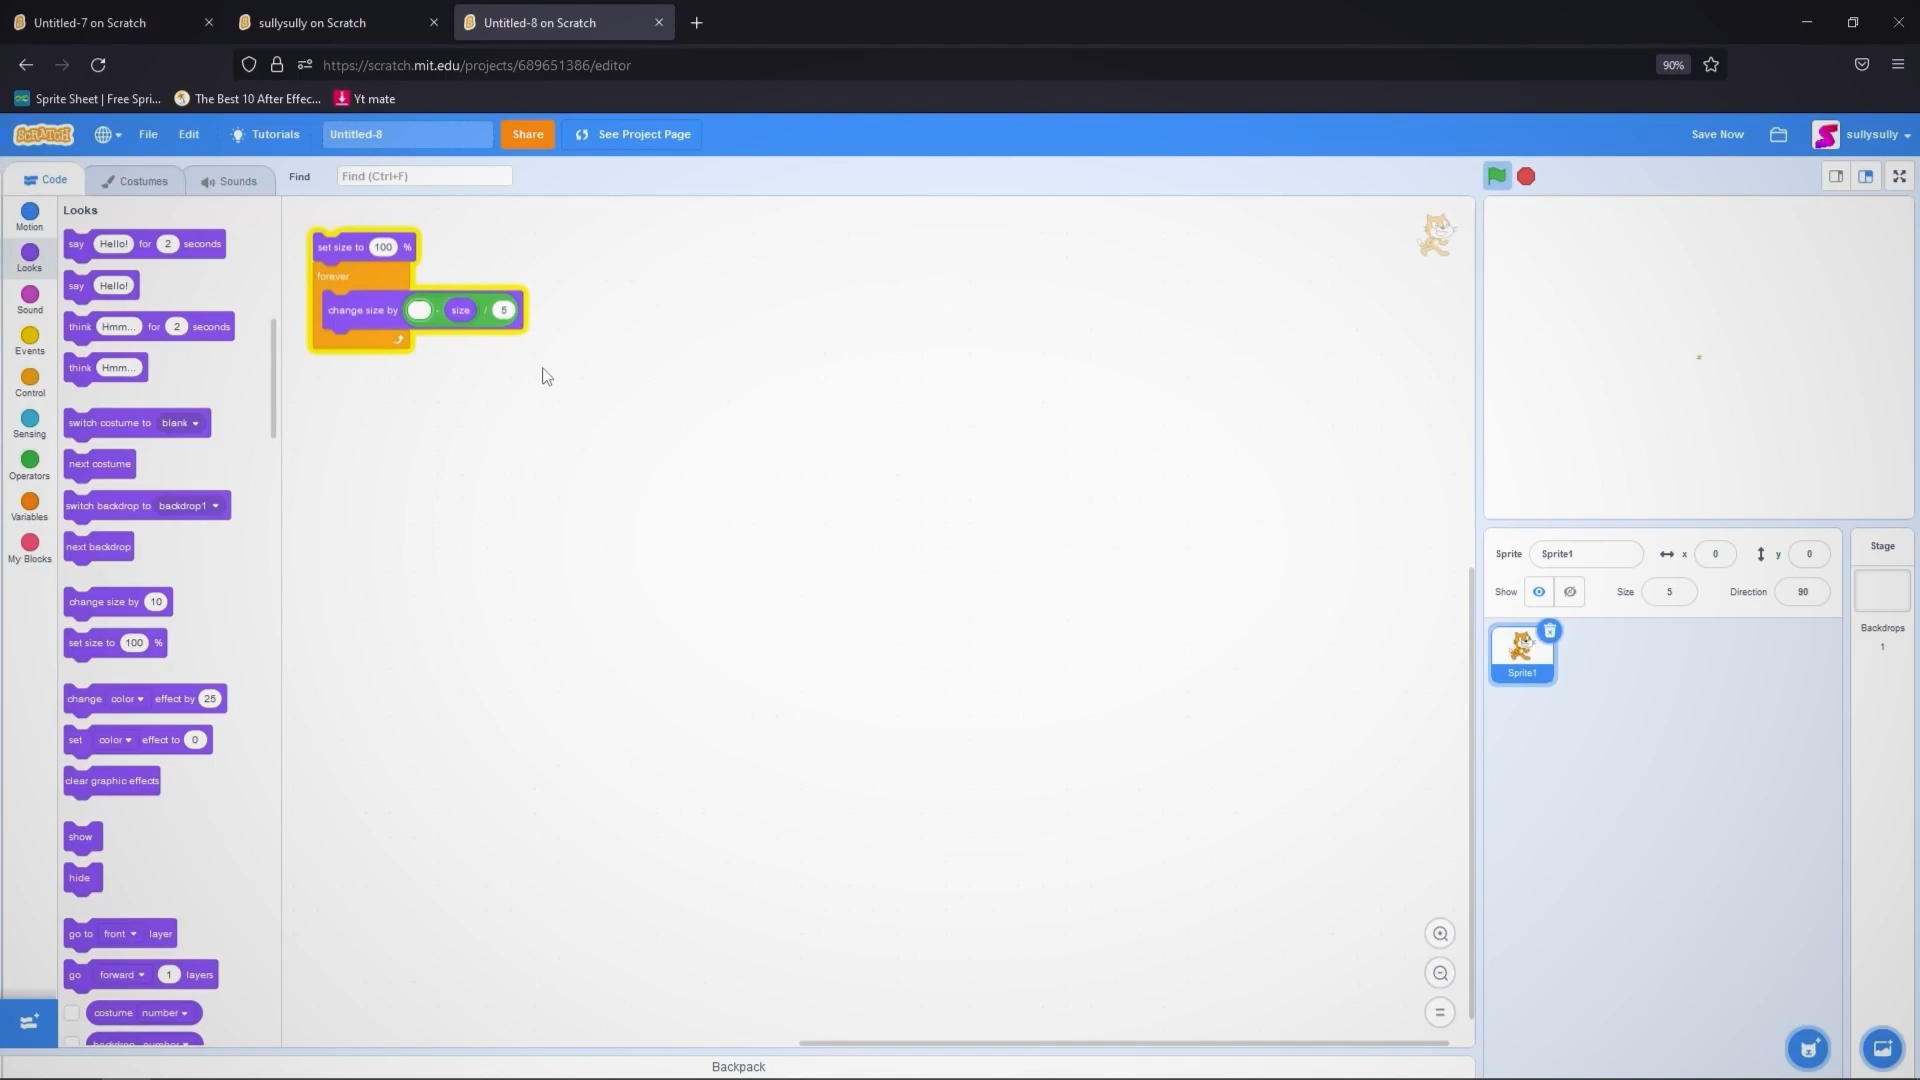 Untitled-7 on Scratch
sullysully on Scratch
Untitled-8 on Scratch
https://scratch.mit.edu/projects/689651386/editor
90%
Sprite Sheet | Free Spri...
The Best 10 After Effec...
Yt mate
SCRATCH
File
Edit
Tutorials
Untitled-8
Share
See Project Page
Save Now
sullysully
Code
Costumes
Sounds
Find
Find (Ctrl+F)
Motion
Looks
Sound
Events
Control
Sensing
Operators
Variables
My Blocks
Looks
say Hello! for 2 seconds
say Hello!
think Hmm... for 2 seconds
think Hmm...
switch costume to blank
next costume
switch backdrop to backdrop1
next backdrop
change size by 10
set size to 100 %
change color effect by 25
set color effect to 0
clear graphic effects
show
hide
go to front layer
go forward 1 layers
costume number
backdrop number
set size to 100 %
forever
change size by - size / 5
Sprite Sprite1 x 0 y 0
Show Size 5 Direction 90
Sprite1
Stage
Backdrops
1
Backpack